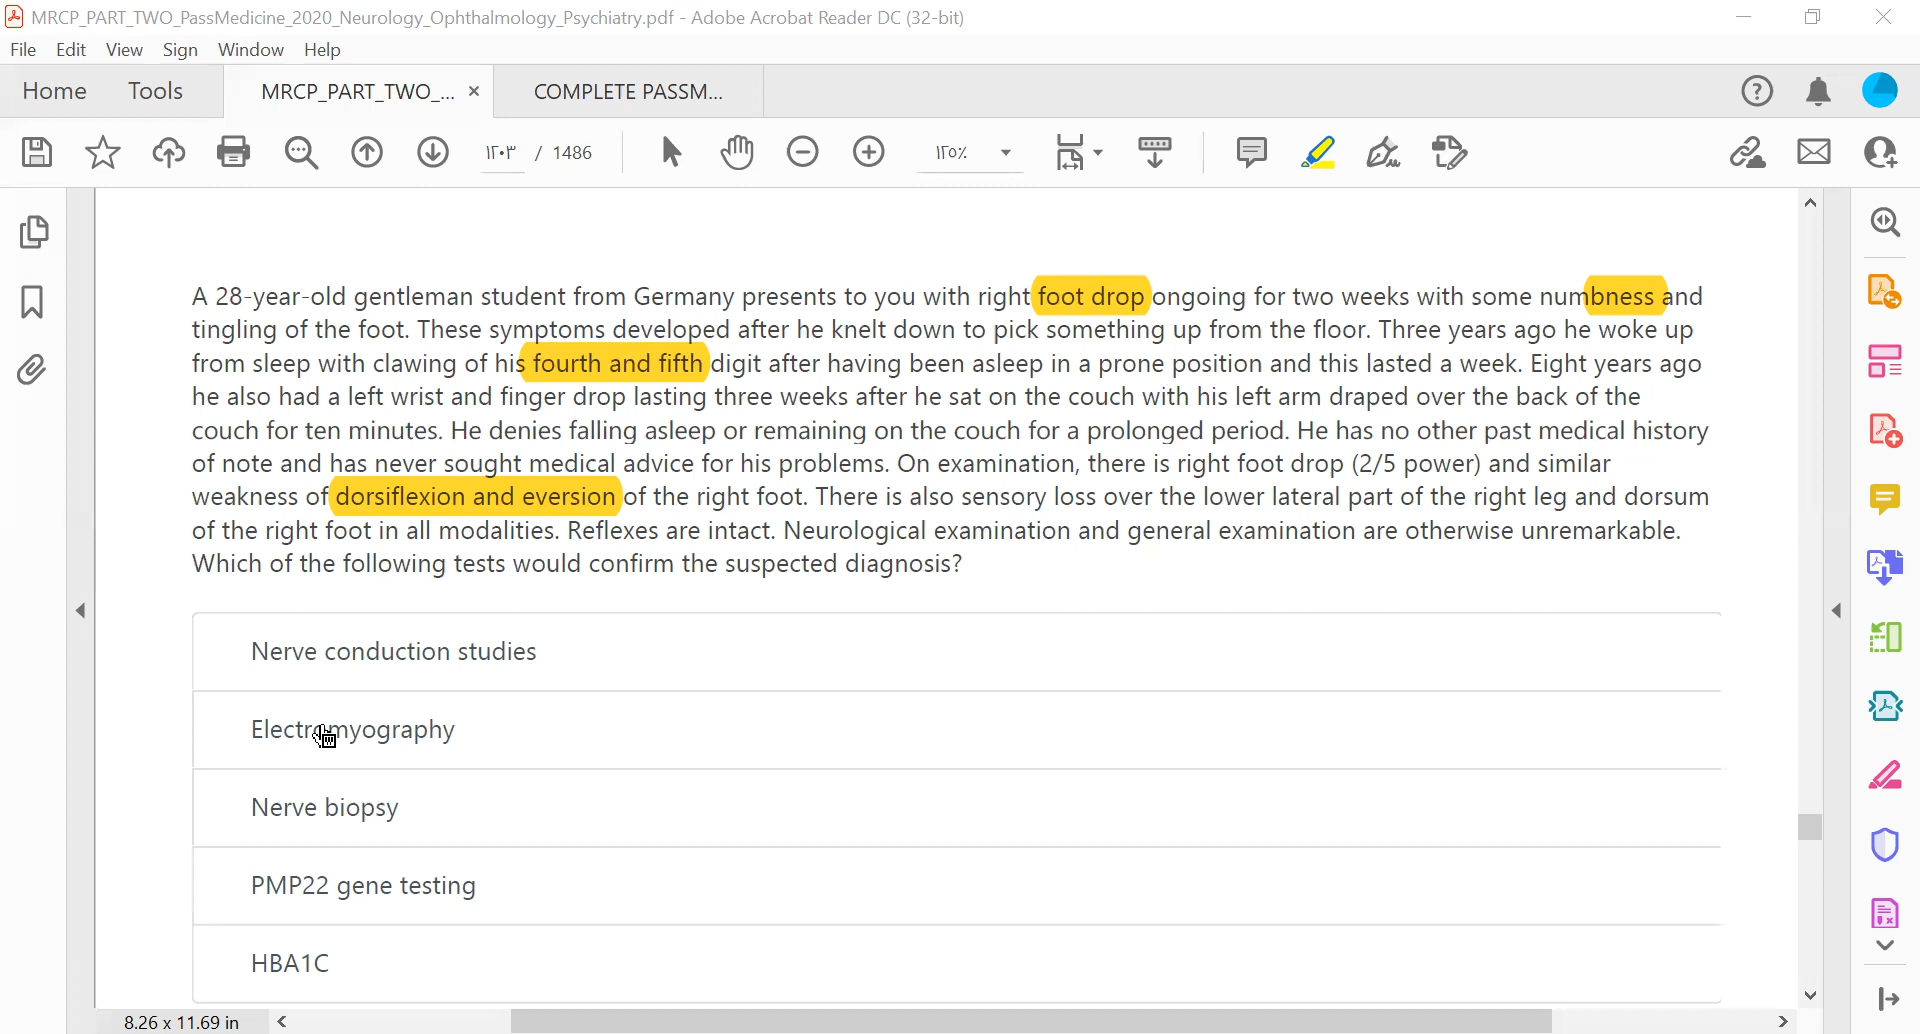 MRCP_PART_TWO_PassMedicine_2020_Neurology_Ophthalmology_Psychiatry.pdf - Adobe Acrobat Reader DC (32-bit)
File Edit View Sign Window Help
Home Tools MRCP_PART_TWO_... × COMPLETE PASSM...
١٢٠٣ / 1486 ١٢٥٪
A 28-year-old gentleman student from Germany presents to you with right foot drop ongoing for two weeks with some numbness and
tingling of the foot. These symptoms developed after he knelt down to pick something up from the floor. Three years ago he woke up
from sleep with clawing of his fourth and fifth digit after having been asleep in a prone position and this lasted a week. Eight years ago
he also had a left wrist and finger drop lasting three weeks after he sat on the couch with his left arm draped over the back of the
couch for ten minutes. He denies falling asleep or remaining on the couch for a prolonged period. He has no other past medical history
of note and has never sought medical advice for his problems. On examination, there is right foot drop (2/5 power) and similar
weakness of dorsiflexion and eversion of the right foot. There is also sensory loss over the lower lateral part of the right leg and dorsum
of the right foot in all modalities. Reflexes are intact. Neurological examination and general examination are otherwise unremarkable.
Which of the following tests would confirm the suspected diagnosis?
Nerve conduction studies
Electromyography
Nerve biopsy
PMP22 gene testing
HBA1C
8.26 x 11.69 in